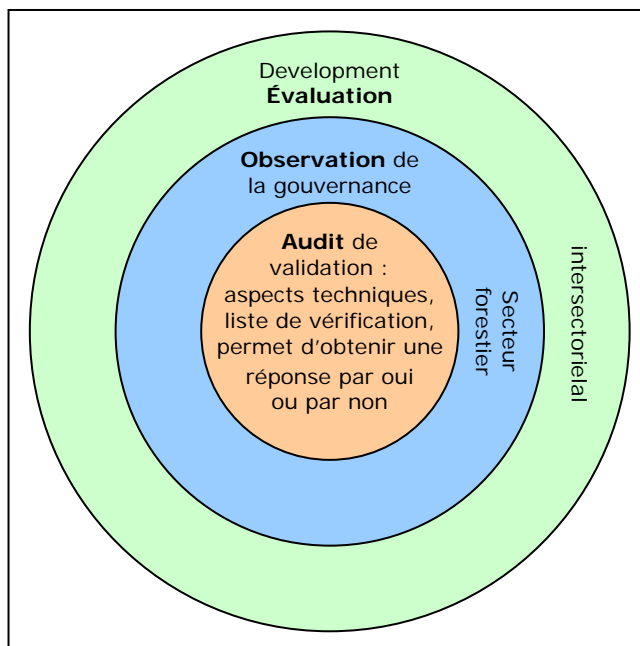 Development
Évaluation
Observation de
la gouvernance
Audit de
validation :
aspects techniques,
liste de vérification,
permet d'obtenir une
réponse par oui
ou par non
Secteur
forestier
intersectorielal